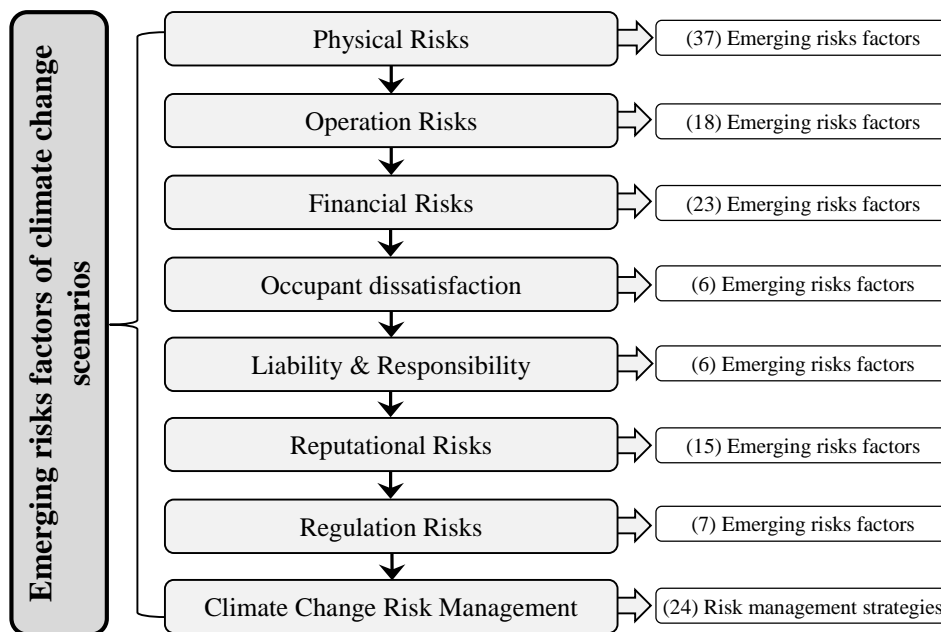 Emerging risks factors of climate change
scenarios
Physical Risks
(37) Emerging risks factors
Operation Risks
(18) Emerging risks factors
Financial Risks
(23) Emerging risks factors
Occupant dissatisfaction
(6) Emerging risks factors
Liability & Responsibility
(6) Emerging risks factors
Reputational Risks
(15) Emerging risks factors
Regulation Risks
(7) Emerging risks factors
Climate Change Risk Management
(24) Risk management strategies